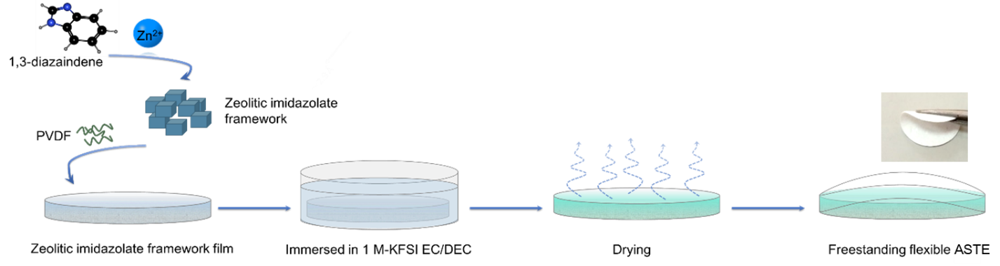 Zn2+
1,3-diazaindene
Zeolitic imidazolate
framework
PVDF
Zeolitic imidazolate framework film
Immersed in 1 M-KFSI EC/DEC
Drying
Freestanding flexible ASTE